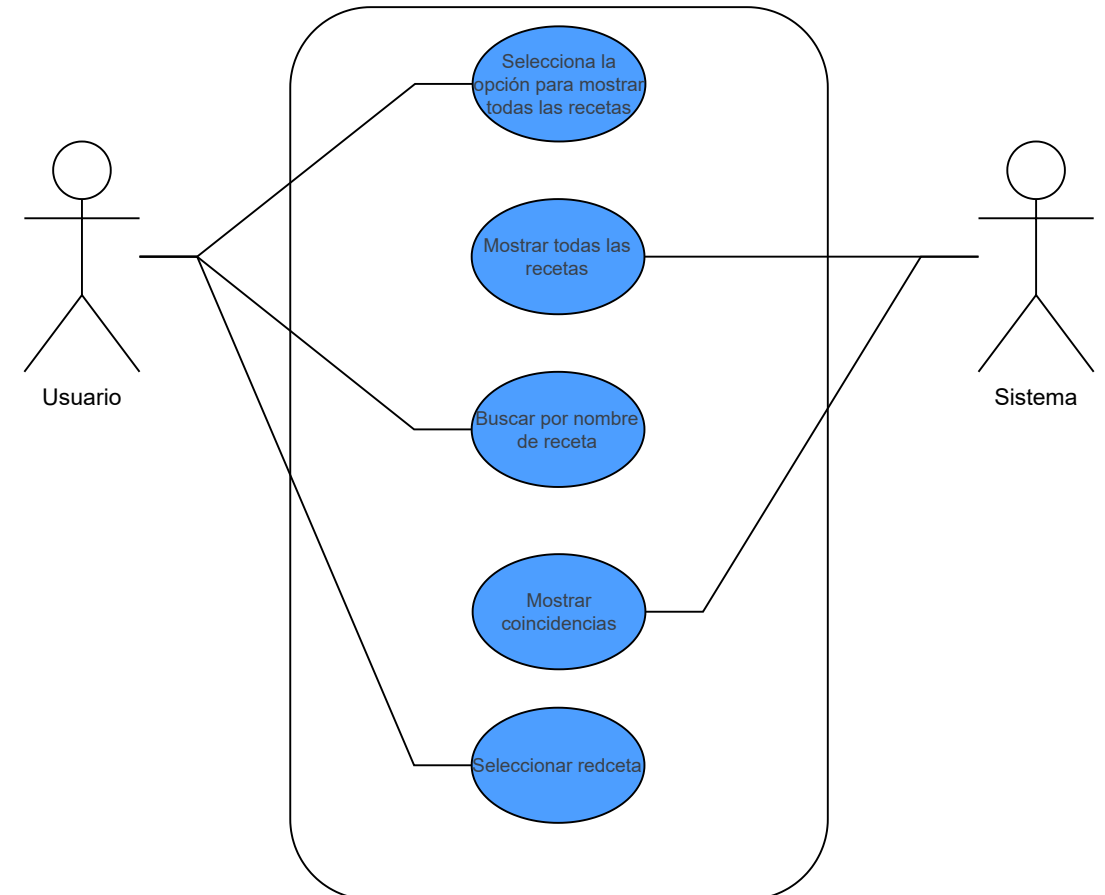 Selecciona la
opción para mostrar
todas las recetas
Mostrar todas las
recetas
Usuario
Sistema
Buscar por nombre
de receta
Mostrar
coincidencias
Seleccionar redceta